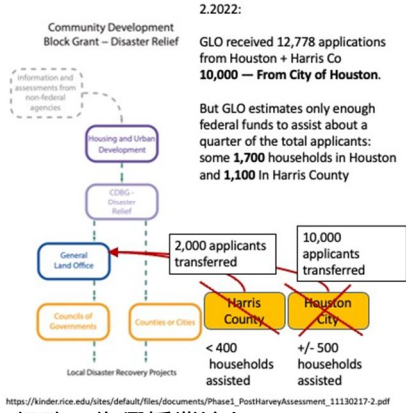 2.2022:
Community Development
Block Grant – Disaster Relief
GLO received 12,778 applications
from Houston + Harris Co
10,000 — From City of Houston.
But GLO estimates only enough
federal funds to assist about a
quarter of the total applicants:
some 1,700 households in Houston
and 1,100 In Harris County
information and
assessments from
non-federal
agencies
Housing and Urban
Development
CDBG -
Disaster
Relief
2,000 applicants
transferred
10,000
applicants
transferred
General
Land Office
Harris
County
Houston
City
Councils of
Governments
Counties or Cities
< 400
households
assisted
+/- 500
households
assisted
Local Disaster Recovery Projects
https://kinder.rice.edu/sites/default/files/documents/Phase1_PostHarveyAssessment_11130217-2.pdf